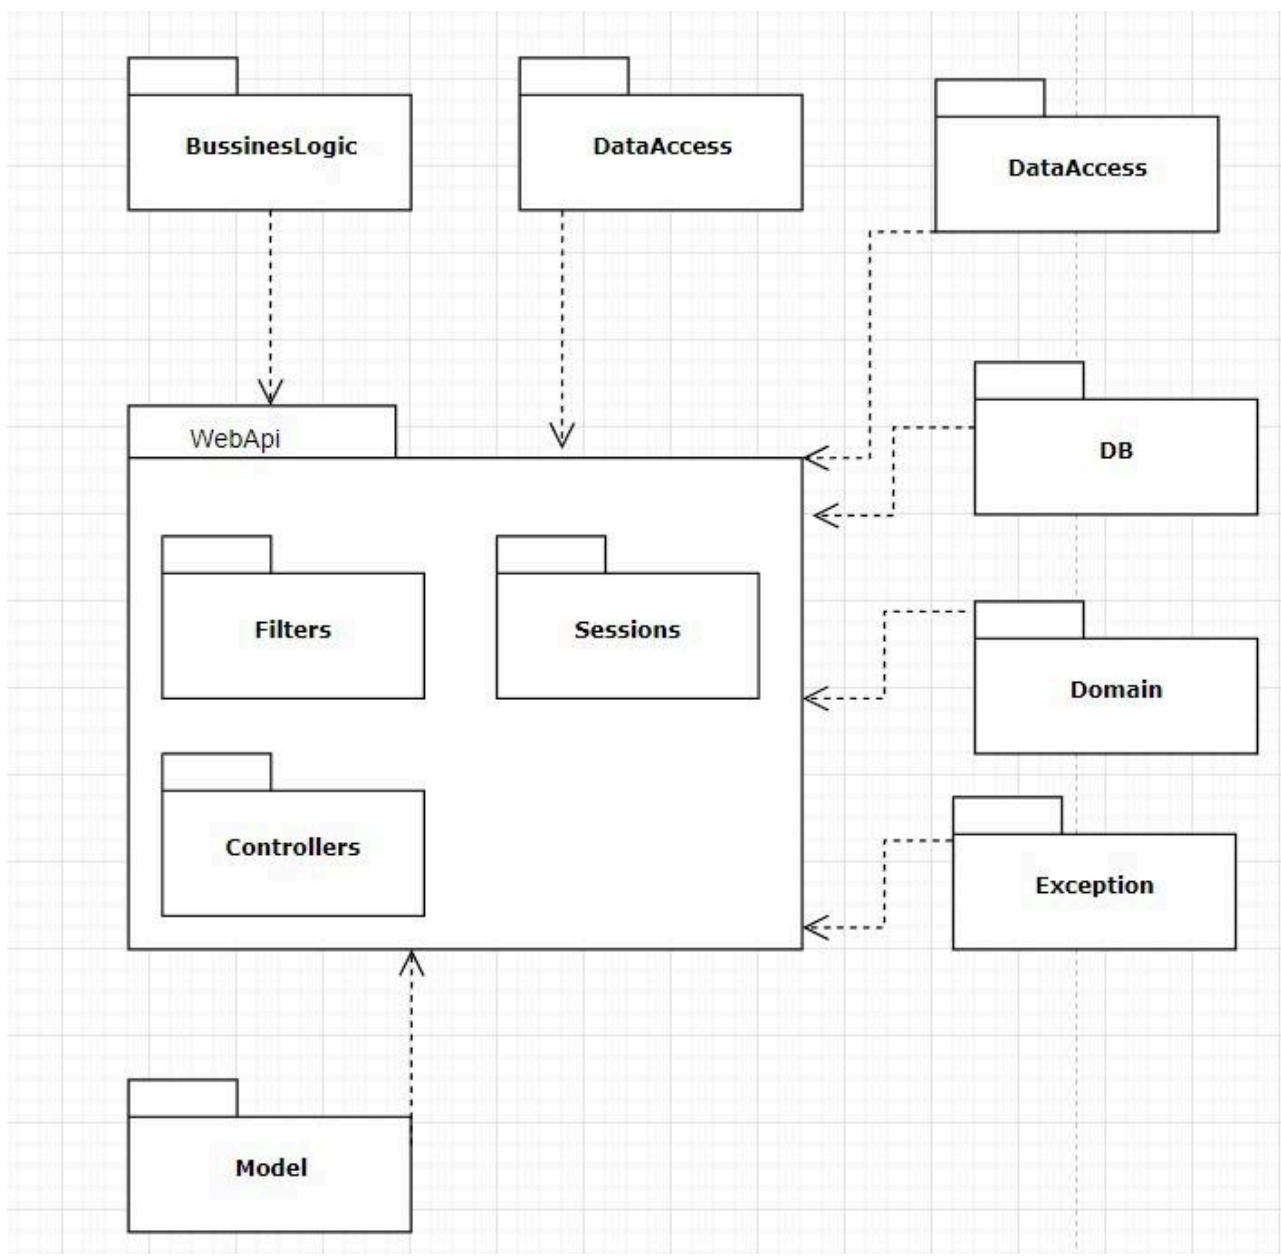 BussinesLogic
DataAccess
DataAccess
WebApi
DB
Filters
Sessions
Domain
Controllers
Exception
Model